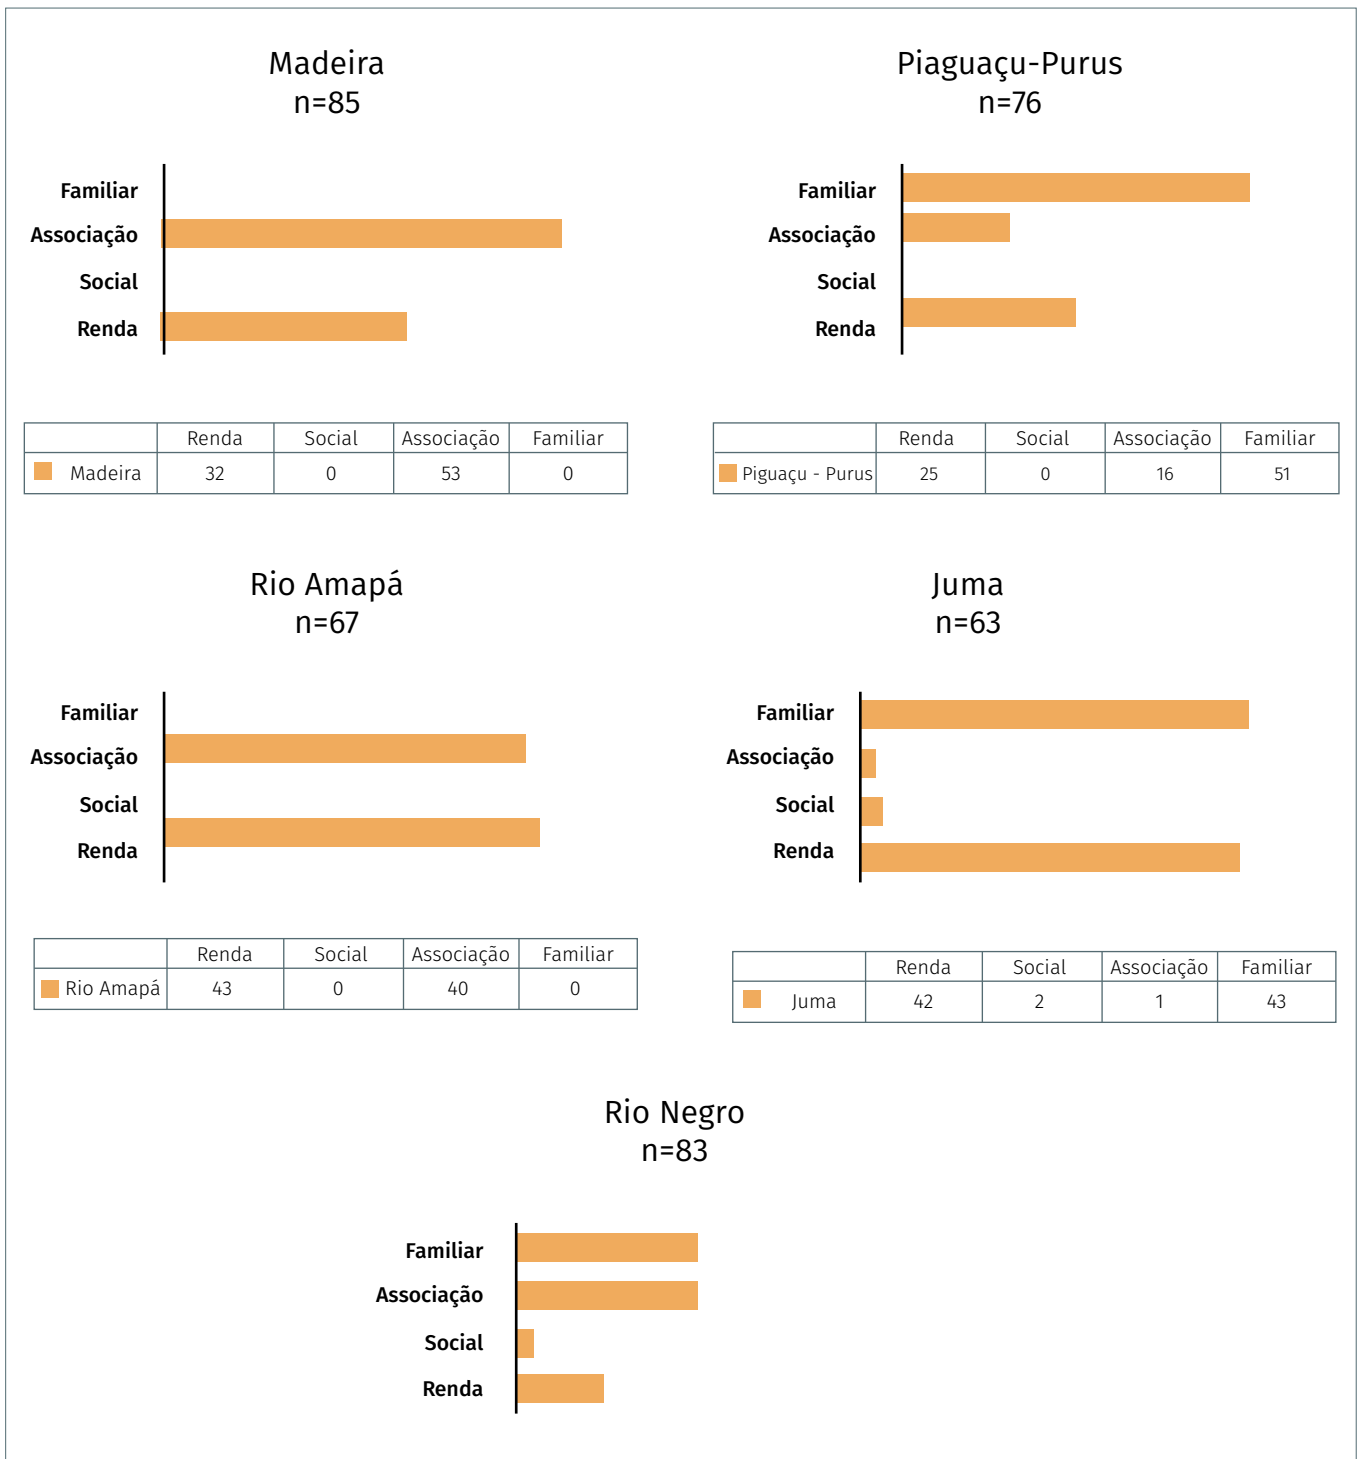 Madeira
n=85
Familiar
Associação
Social
Renda
Renda Social Associação Familiar
Madeira 32 0 53 0
Piaguaçu-Purus
n=76
Familiar
Associação
Social
Renda
Renda Social Associação Familiar
Piguaçu - Purus 25 0 16 51
Rio Amapá
n=67
Familiar
Associação
Social
Renda
Renda Social Associação Familiar
Rio Amapá 43 0 40 0
Juma
n=63
Familiar
Associação
Social
Renda
Renda Social Associação Familiar
Juma 42 2 1 43
Rio Negro
n=83
Familiar
Associação
Social
Renda